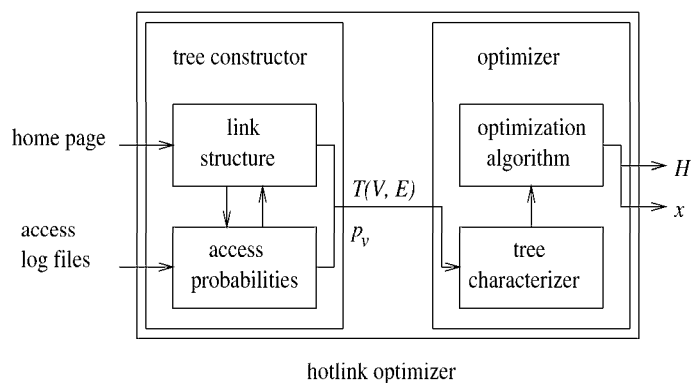 tree constructor
optimizer
home page
link
structure
optimization
algorithm
H
x
T(V, E)
p_v
access
log files
access
probabilities
tree
characterizer
hotlink optimizer